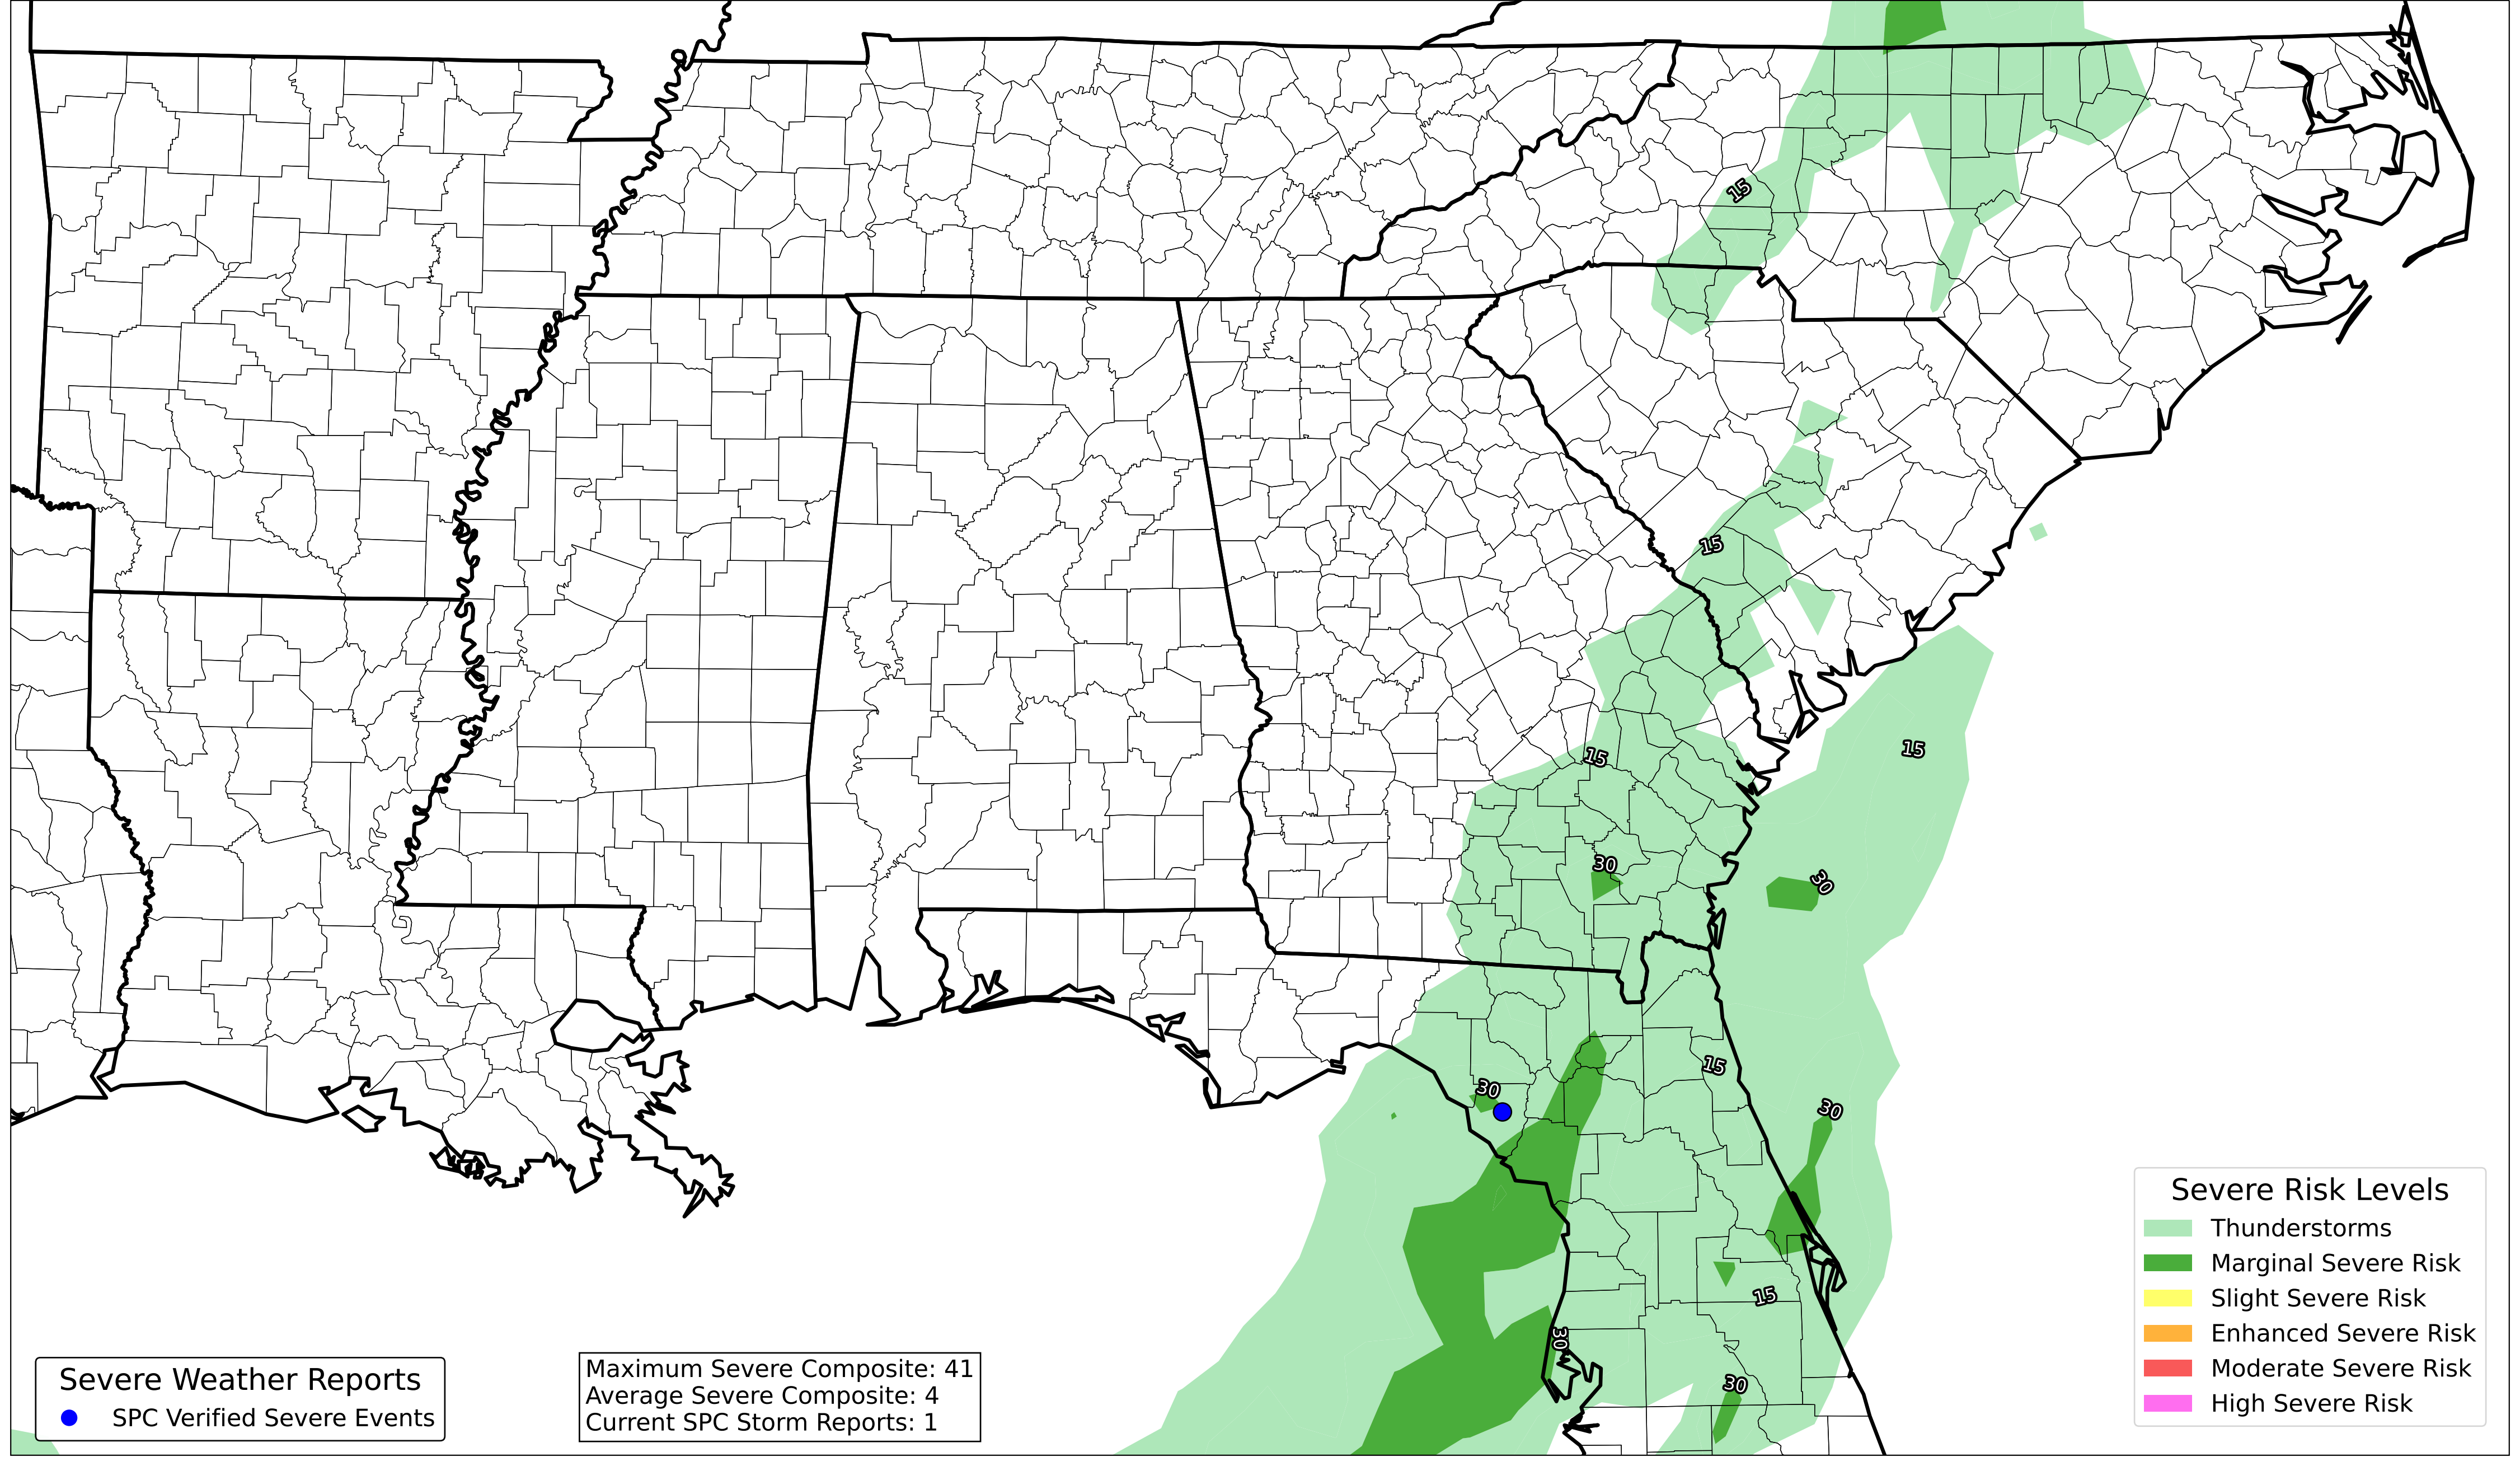 15
15
15
15
30
30
15
30
30
15
30
30
Severe Risk Levels
Thunderstorms
Marginal Severe Risk
Slight Severe Risk
Enhanced Severe Risk
Moderate Severe Risk
High Severe Risk
Severe Weather Reports
SPC Verified Severe Events
Maximum Severe Composite: 41
Average Severe Composite: 4
Current SPC Storm Reports: 1